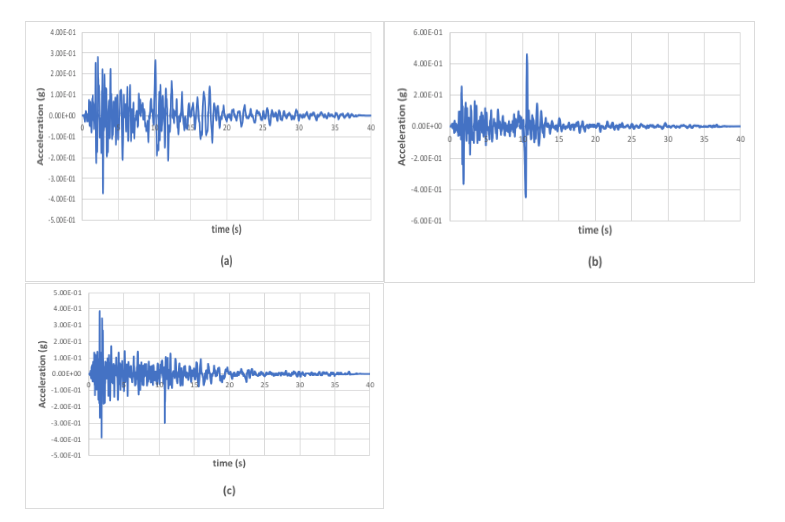 4.00E-01
3.00E-01
2.00E-01
1.00E-01
0.00E+00
-1.00E-01
-2.00E-01
-3.00E-01
-4.00E-01
-5.00E-01
0 5 10 15 20 25 30 35 40
Acceleration (g)
time (s)
(a)
6.00E-01
4.00E-01
2.00E-01
0.00E+00
-2.00E-01
-4.00E-01
-6.00E-01
0 5 10 15 20 25 30 35 40
Acceleration (g)
time (s)
(b)
5.00E-01
4.00E-01
3.00E-01
2.00E-01
1.00E-01
0.00E+00
-1.00E-01
-2.00E-01
-3.00E-01
-4.00E-01
-5.00E-01
0 5 10 15 20 25 30 35 40
Acceleration (g)
time (s)
(c)